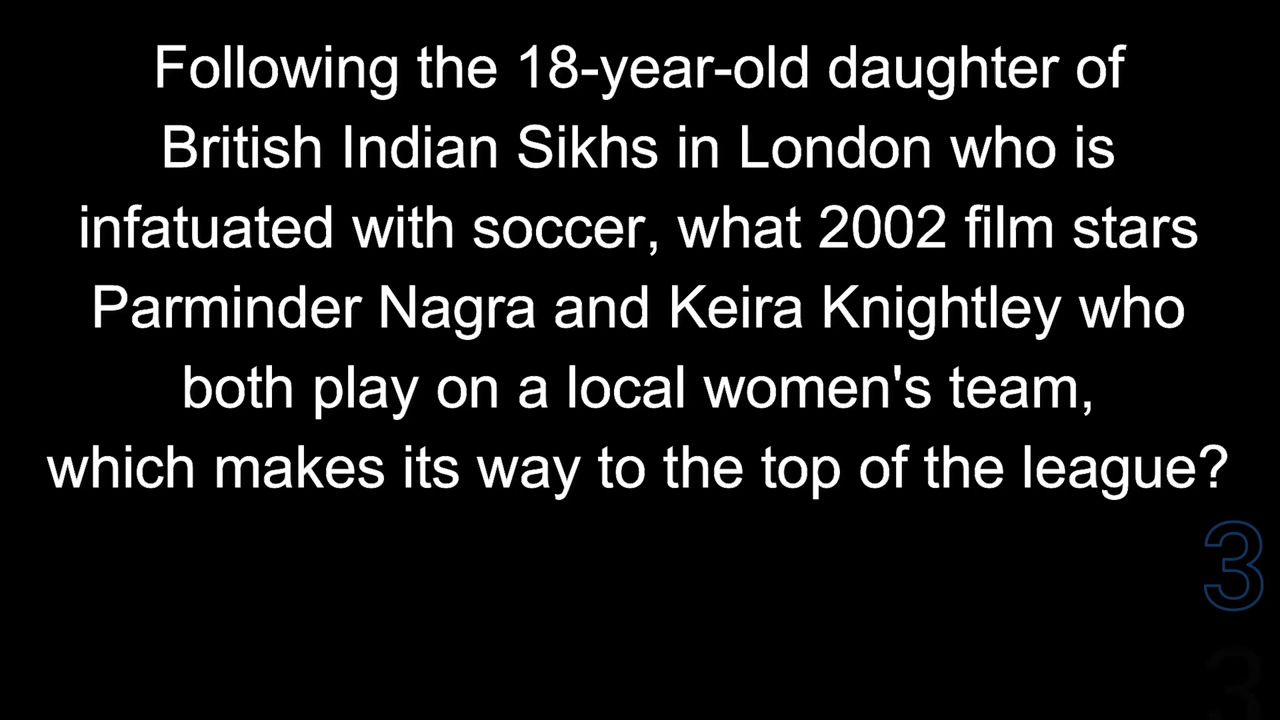 Following the 18-year-old daughter of
British Indian Sikhs in London who is
infatuated with soccer, what 2002 film stars
Parminder Nagra and Keira Knightley who
both play on a local women's team,
which makes its way to the top of the league?
3
3